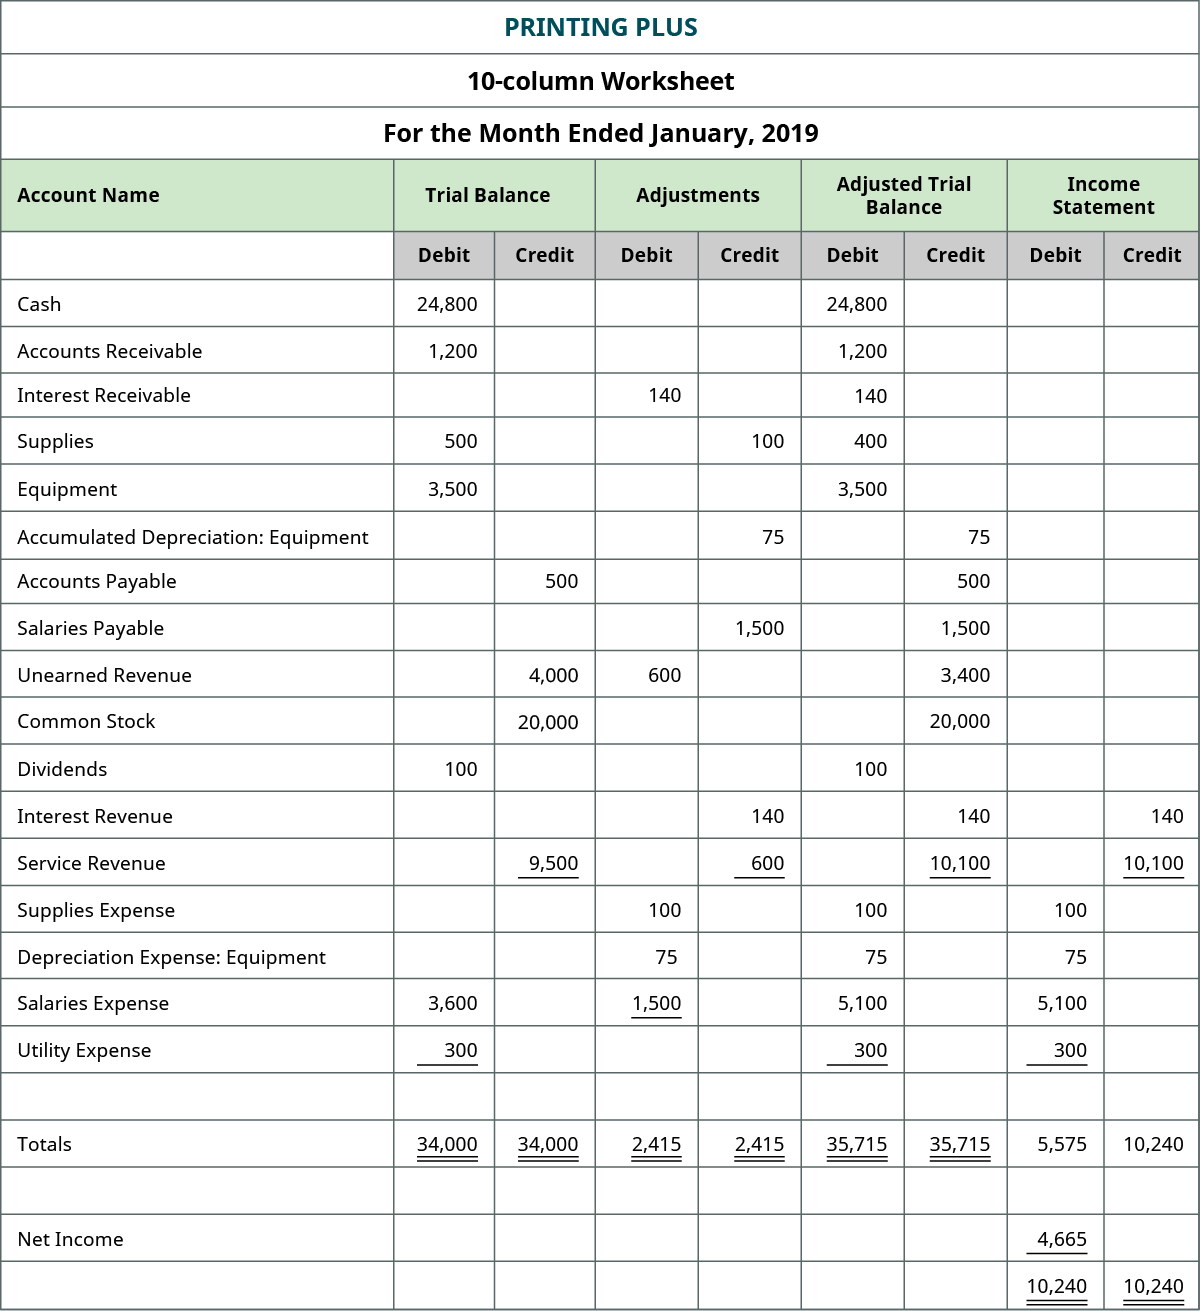 PRINTING PLUS
10-column Worksheet
For the Month Ended January, 2019
Account Name Trial Balance Adjustments Adjusted Trial Balance Income Statement
Debit Credit Debit Credit Debit Credit Debit Credit
Cash 24,800 24,800
Accounts Receivable 1,200 1,200
Interest Receivable 140 140
Supplies 500 100 400
Equipment 3,500 3,500
Accumulated Depreciation: Equipment 75 75
Accounts Payable 500 500
Salaries Payable 1,500 1,500
Unearned Revenue 4,000 600 3,400
Common Stock 20,000 20,000
Dividends 100 100
Interest Revenue 140 140 140
Service Revenue 9,500 600 10,100 10,100
Supplies Expense 100 100 100
Depreciation Expense: Equipment 75 75 75
Salaries Expense 3,600 1,500 5,100 5,100
Utility Expense 300 300 300
Totals 34,000 34,000 2,415 2,415 35,715 35,715 5,575 10,240
Net Income 4,665
10,240 10,240